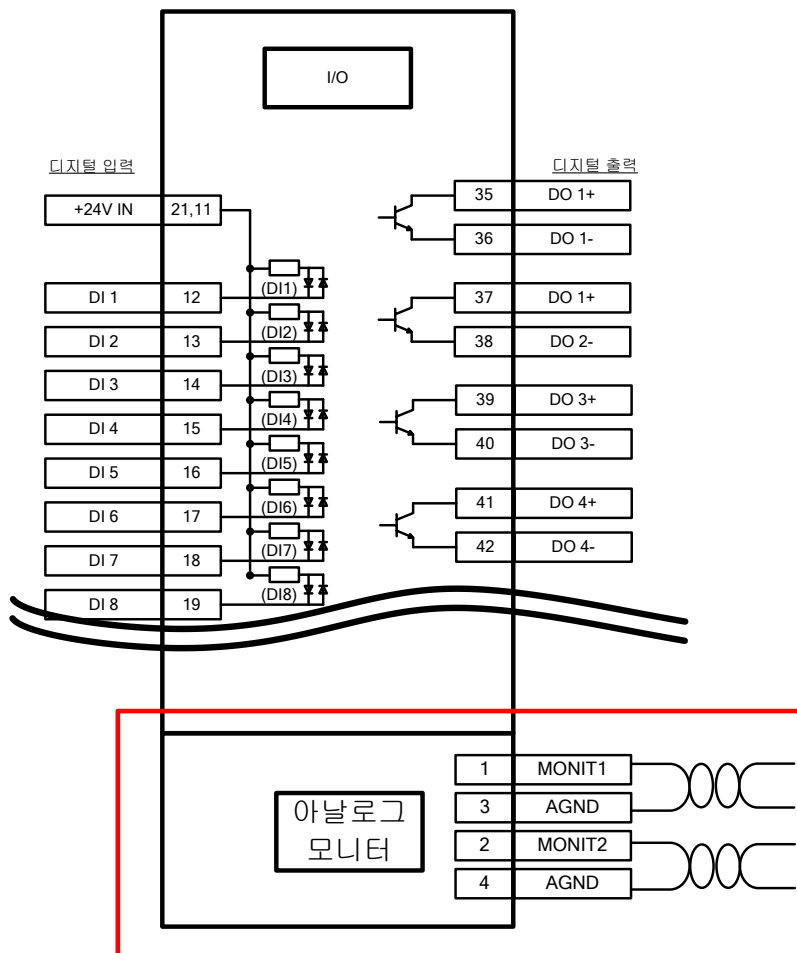 I/O
디지털 입력
디지털 출력
+24V IN 21,11
35 DO 1+
36 DO 1-
(DI1)
DI 1 12
37 DO 1+
(DI2)
DI 2 13
38 DO 2-
(DI3)
DI 3 14
39 DO 3+
(DI4)
DI 4 15
40 DO 3-
(DI5)
DI 5 16
41 DO 4+
(DI6)
DI 6 17
42 DO 4-
(DI7)
DI 7 18
(DI8)
DI 8 19
아날로그
모니터
1 MONIT1
3 AGND
2 MONIT2
4 AGND